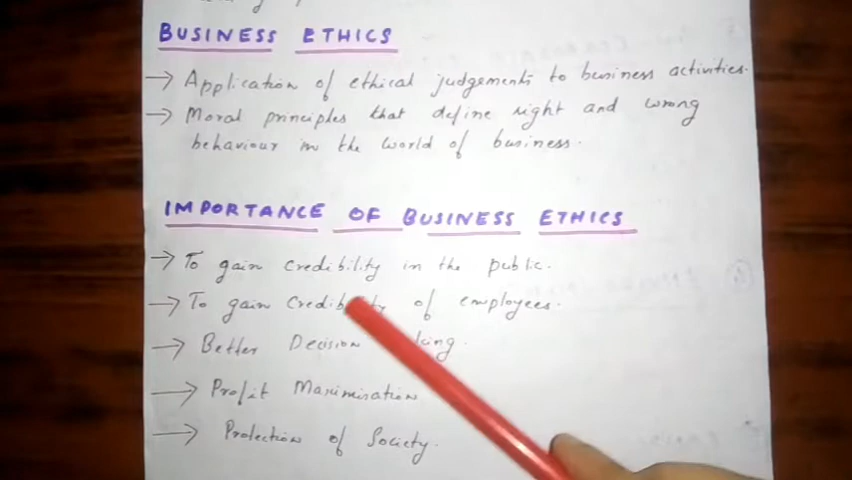 BUSINESS ETHICS
→ Application of ethical judgements to business activities.
→ Moral principles that define right and wrong
behaviour in the world of business.
IMPORTANCE OF BUSINESS ETHICS
→ To gain credibility in the public.
→ To gain credibility of employees.
→ Better Decision
→ Profit Maximisation
→ Protection of Society.